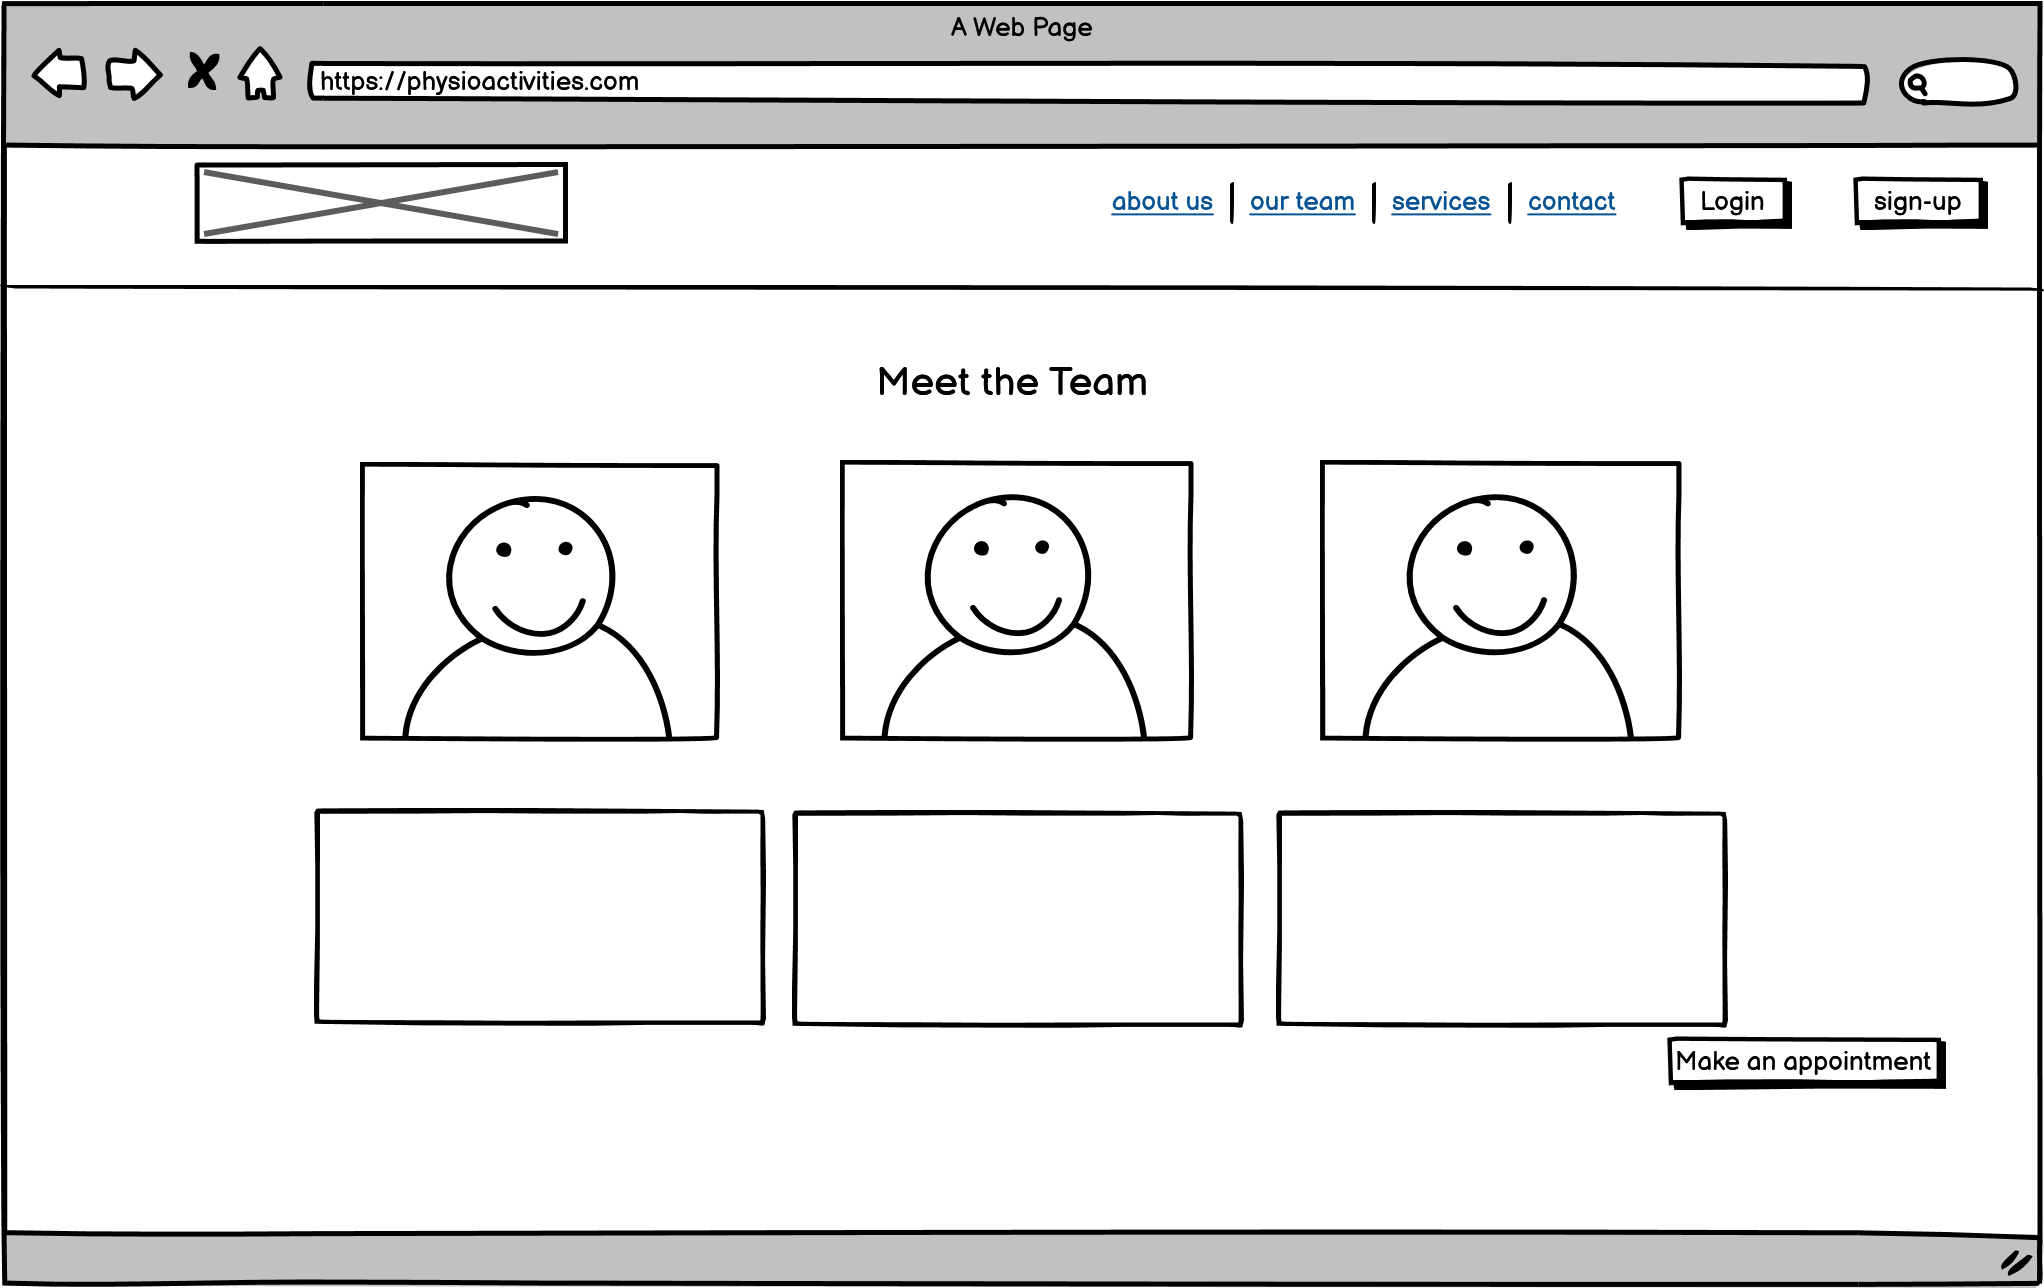 A Web Page
https://physioactivities.com
about us | our team | services | contact
Login
sign-up
Meet the Team
Make an appointment